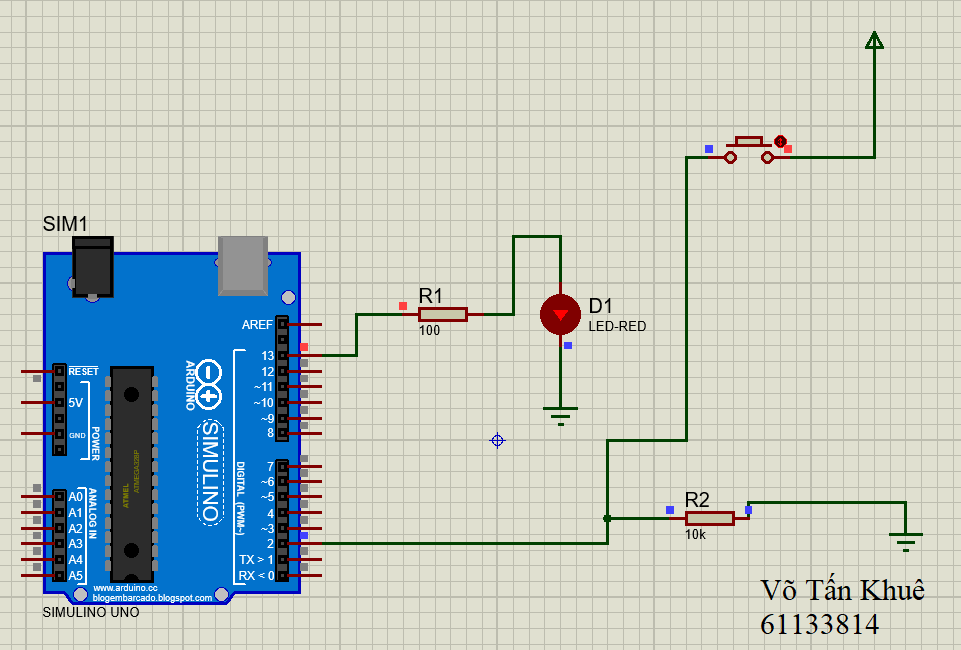 SIM1
AREF
13
12
~11
~10
~9
8
7
~6
~5
4
~3
2
TX > 1
RX < 0
RESET
5V
GND
POWER
A0
A1
A2
A3
A4
A5
ANALOG IN
ATMEL
ATMEGA328P
ARDUINO
SIMULINO
DIGITAL (PWM~)
www.arduino.cc
blogembarcado.blogspot.com
SIMULINO UNO
R1
100
D1
LED-RED
R2
10k
Võ Tấn Khuê
61133814